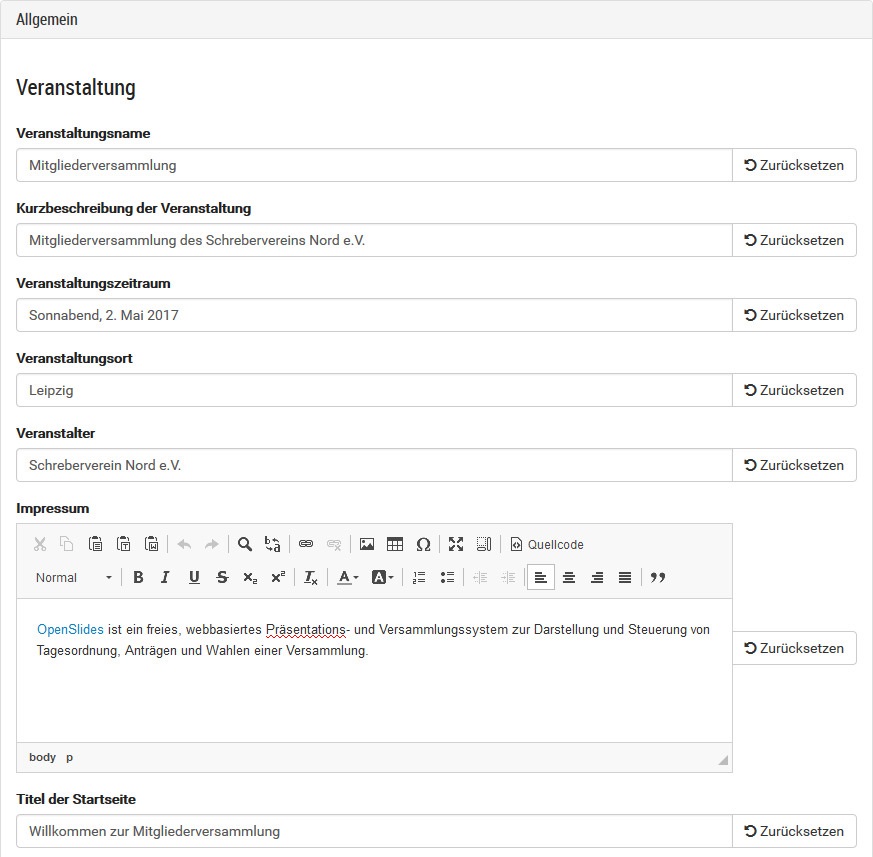 Allgemein
Veranstaltung
Veranstaltungsname
Mitgliederversammlung Zurücksetzen
Kurzbeschreibung der Veranstaltung
Mitgliederversammlung des Schrebervereins Nord e.V. Zurücksetzen
Veranstaltungszeitraum
Sonnabend, 2. Mai 2017 Zurücksetzen
Veranstaltungsort
Leipzig Zurücksetzen
Veranstalter
Schreberverein Nord e.V. Zurücksetzen
Impressum
Quellcode
Normal B I U S x₂ x² Tx A A
OpenSlides ist ein freies, webbasiertes Präsentations- und Versammlungssystem zur Darstellung und Steuerung von
Tagesordnung, Anträgen und Wahlen einer Versammlung.
Zurücksetzen
body p
Titel der Startseite
Willkommen zur Mitgliederversammlung Zurücksetzen